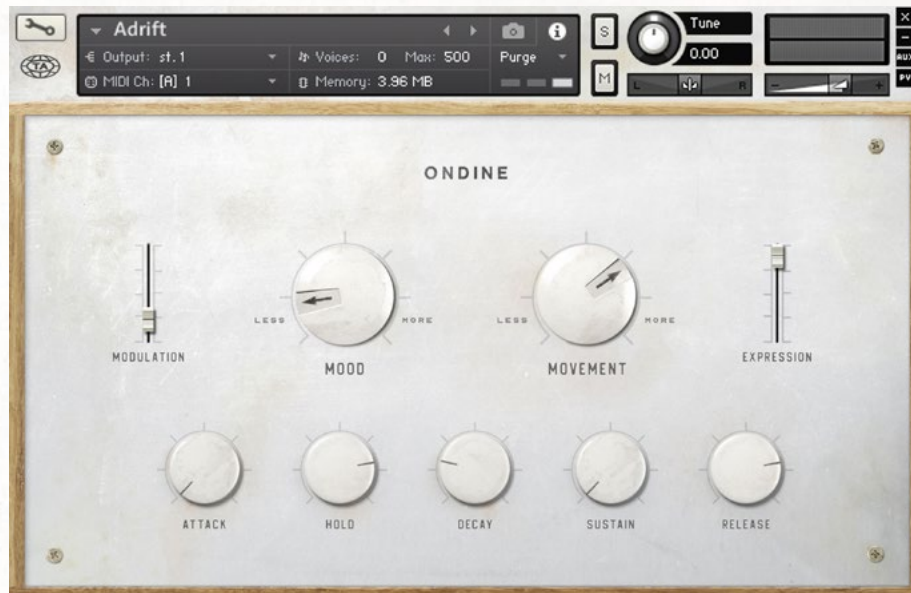 Adrift
Output: st.1
Voices: 0 Max: 500
Purge
MIDI Ch: [A] 1
Memory: 3.96 MB
S
M
Tune
0.00
L
R
-
+
×
-
AUX
PV
TA
ONDINE
LESS
MORE
LESS
MORE
MODULATION
MOOD
MOVEMENT
EXPRESSION
ATTACK
HOLD
DECAY
SUSTAIN
RELEASE